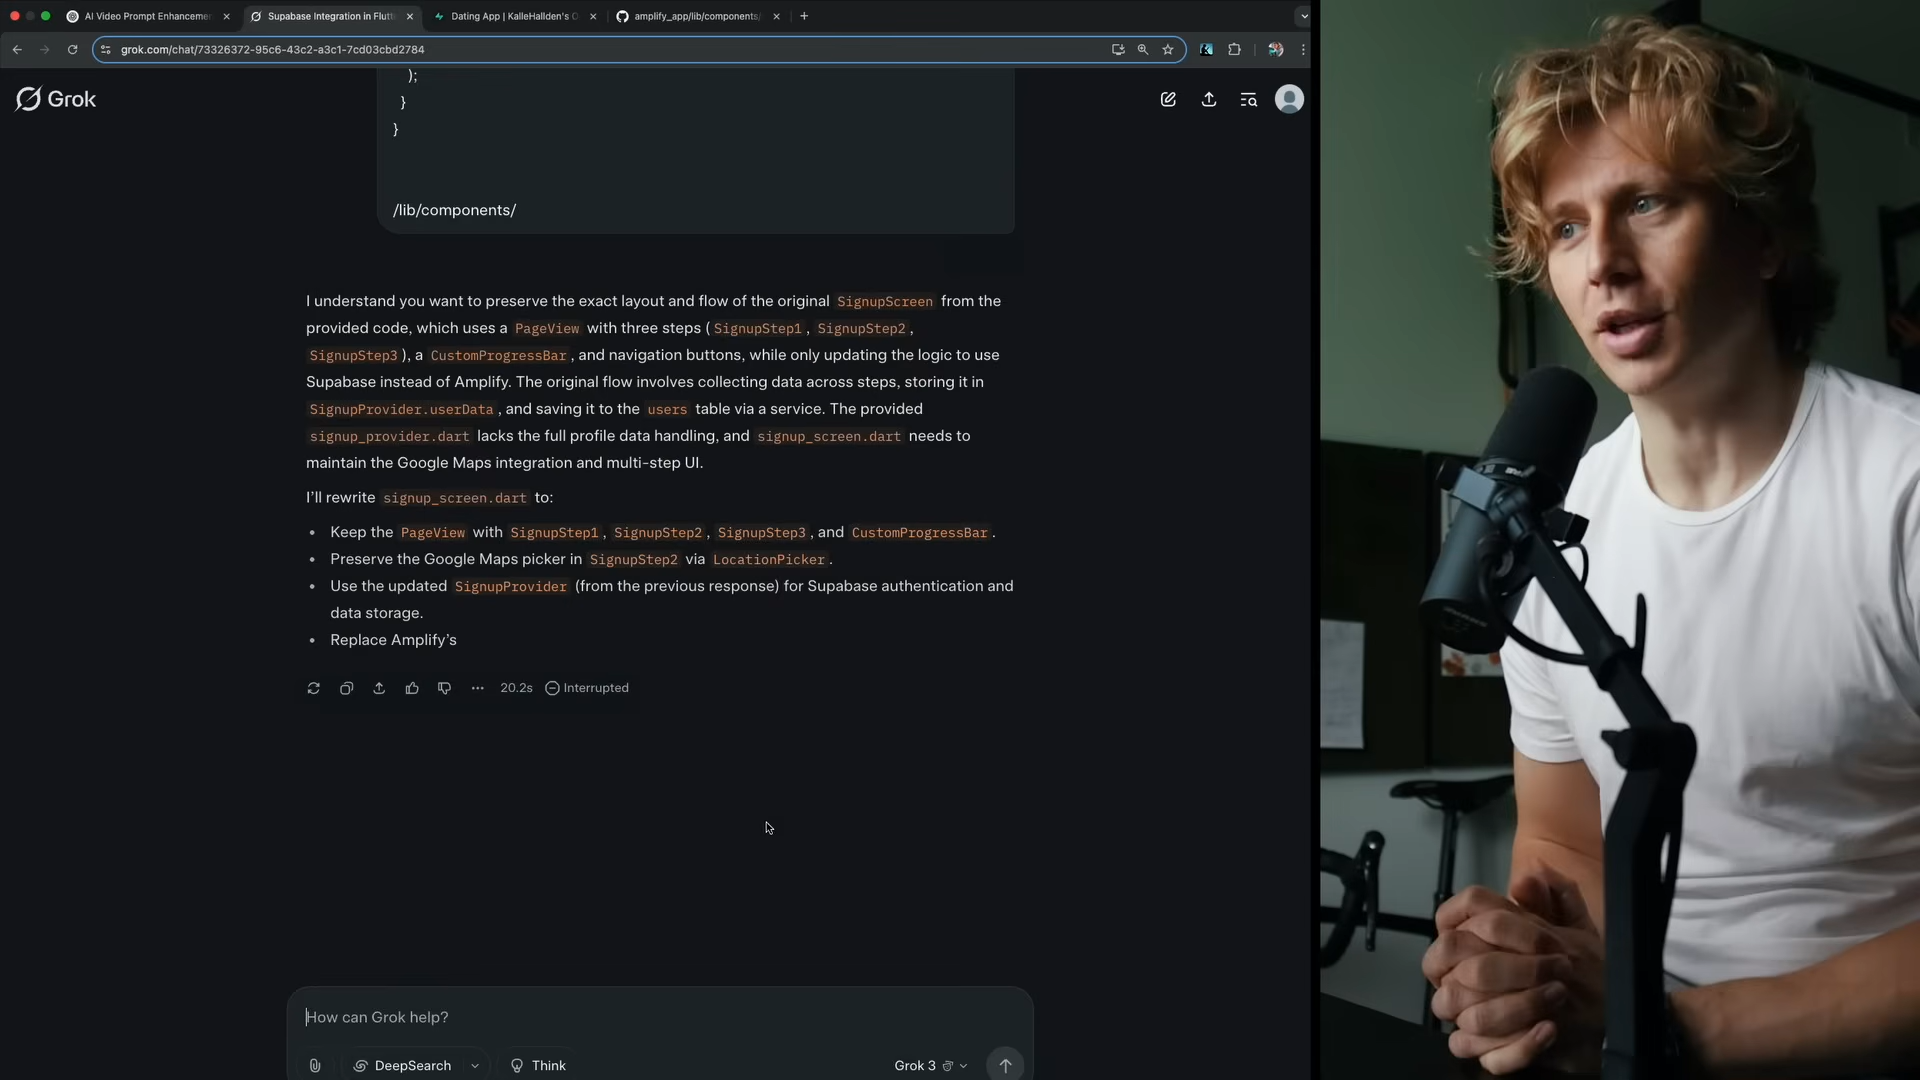 AI Video Prompt Enhancemen
Supabase Integration in Flutt
Dating App | KalleHallden's O
amplify_app/lib/components/
grok.com/chat/73326372-95c6-43c2-a3c1-7cd03cbd2784
Grok
);
}
}
/lib/components/
I understand you want to preserve the exact layout and flow of the original SignupScreen from the
provided code, which uses a PageView with three steps ( SignupStep1 , SignupStep2 ,
SignupStep3 ), a CustomProgressBar , and navigation buttons, while only updating the logic to use
Supabase instead of Amplify. The original flow involves collecting data across steps, storing it in
SignupProvider.userData , and saving it to the users table via a service. The provided
signup_provider.dart lacks the full profile data handling, and signup_screen.dart needs to
maintain the Google Maps integration and multi-step UI.
I'll rewrite signup_screen.dart to:
• Keep the PageView with SignupStep1 , SignupStep2 , SignupStep3 , and CustomProgressBar .
• Preserve the Google Maps picker in SignupStep2 via LocationPicker .
• Use the updated SignupProvider (from the previous response) for Supabase authentication and
data storage.
• Replace Amplify's
20.2s Interrupted
How can Grok help?
DeepSearch Think Grok 3